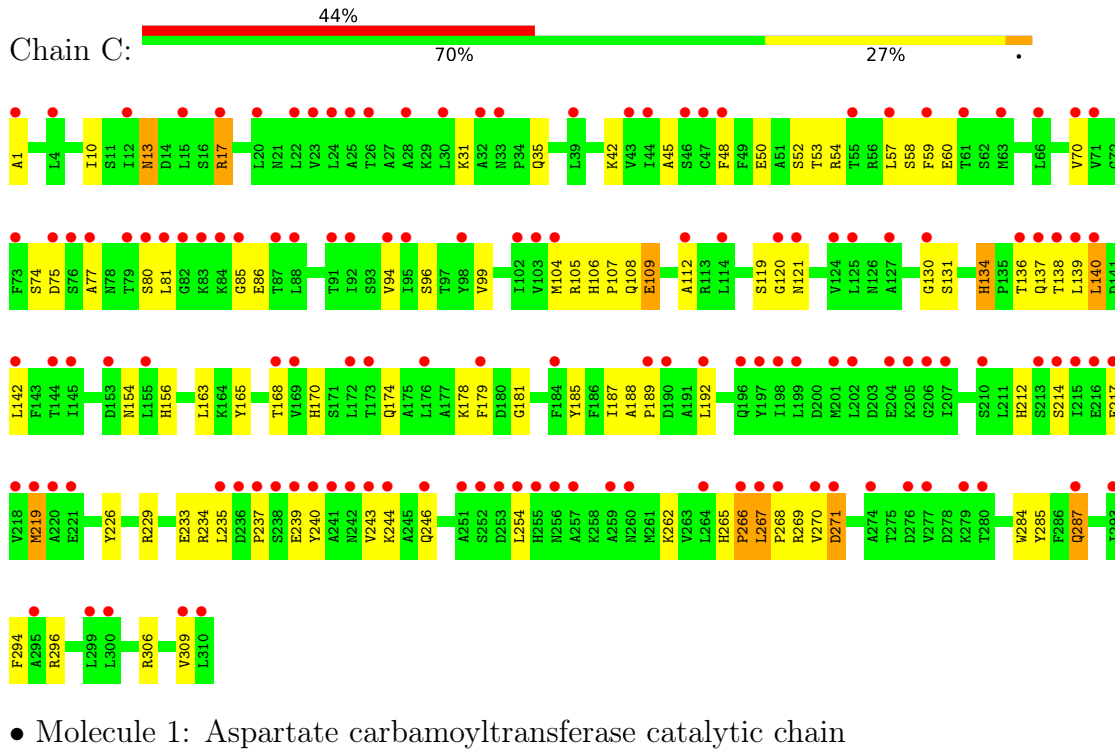 44%
Chain C:
70% 27% •
A1 L4 I10 S11 I12 N13 D14 L15 S16 R17 L20 N21 L22 V23 L24 A25 T26 A27 A28 K29 L30 K31 A32 N33 P34 Q35 L39 K42 V43 I44 A45 S46 C47 F48 F49 E50 A51 S52 T53 R54 T55 R56 L57 S58 F59 E60 T61 S62 M63 L66 V70 V71 G72
F73 S74 D75 S76 A77 N78 T79 S80 L81 G82 K83 K84 G85 E86 T87 L88 T91 I92 S93 V94 I95 S96 T97 Y98 V99 I102 V103 M104 R105 H106 P107 Q108 E109 A112 R113 L114 S119 G120 N121 V124 L125 N126 A127 G130 S131 H134 P135 T136 Q137 T138 L139 L140 D141
L142 F143 T144 I145 D153 N154 L155 H156 L163 K164 Y165 T168 V169 H170 S171 L172 T173 Q174 A175 L176 A177 K178 F179 D180 G181 F184 Y185 F186 I187 A188 P189 D190 A191 L192 Q196 Y197 I198 L199 D200 M201 L202 D203 E204 K205 G206 I207 S210 L211 H212 S213 S214 I215 E216 E217
V218 M219 A220 E221 Y226 R229 E233 R234 L235 D236 P237 S238 E239 Y240 A241 N242 V243 K244 A245 Q246 A251 S252 D253 L254 H255 N256 A257 K258 A259 N260 M261 K262 V263 L264 H265 P266 L267 P268 R269 V270 D271 A274 T275 D276 V277 D278 K279 T280 W284 Y285 F286 Q287 I293
F294 A295 R296 L299 L300 R306 V309 L310
• Molecule 1: Aspartate carbamoyltransferase catalytic chain